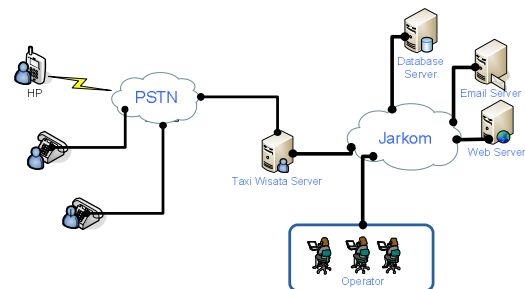 HP
PSTN
Taxi Wisata Server
Database
Server
Email Server
Jarkom
Web Server
Operator